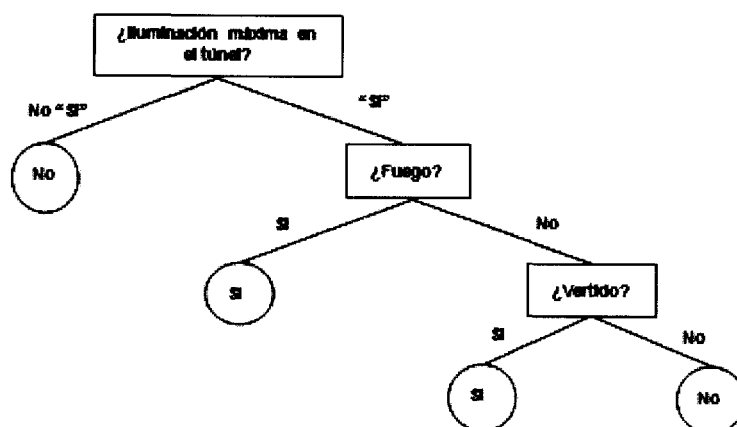 ¿Iluminación máxima en
el túnel?
No "SI"
"SI"
No
¿Fuego?
SI
No
SI
¿Vertido?
SI
No
SI
No